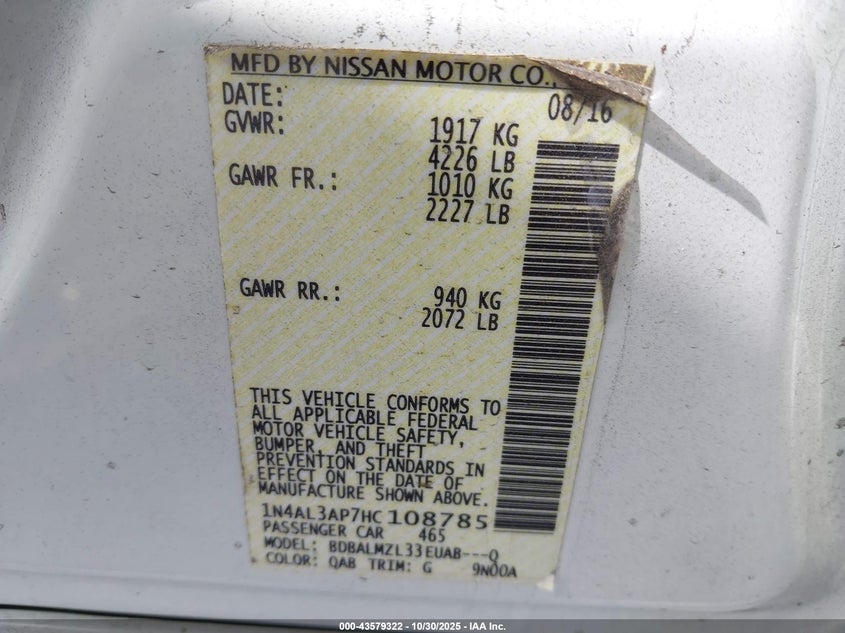 MFD BY NISSAN MOTOR CO.,
DATE: 08/16
GVWR: 1917 KG
4226 LB
GAWR FR.: 1010 KG
2227 LB
GAWR RR.: 940 KG
2072 LB
THIS VEHICLE CONFORMS TO
ALL APPLICABLE FEDERAL
MOTOR VEHICLE SAFETY,
BUMPER, AND THEFT
PREVENTION STANDARDS IN
EFFECT ON THE DATE OF
MANUFACTURE SHOWN ABOVE.
1N4AL3AP7HC108785
PASSENGER CAR 465
MODEL: BDBALMZL33EUAB---Q
COLOR: QAB TRIM: G 9N00A
000-43579322 - 10/30/2025 - IAA Inc.